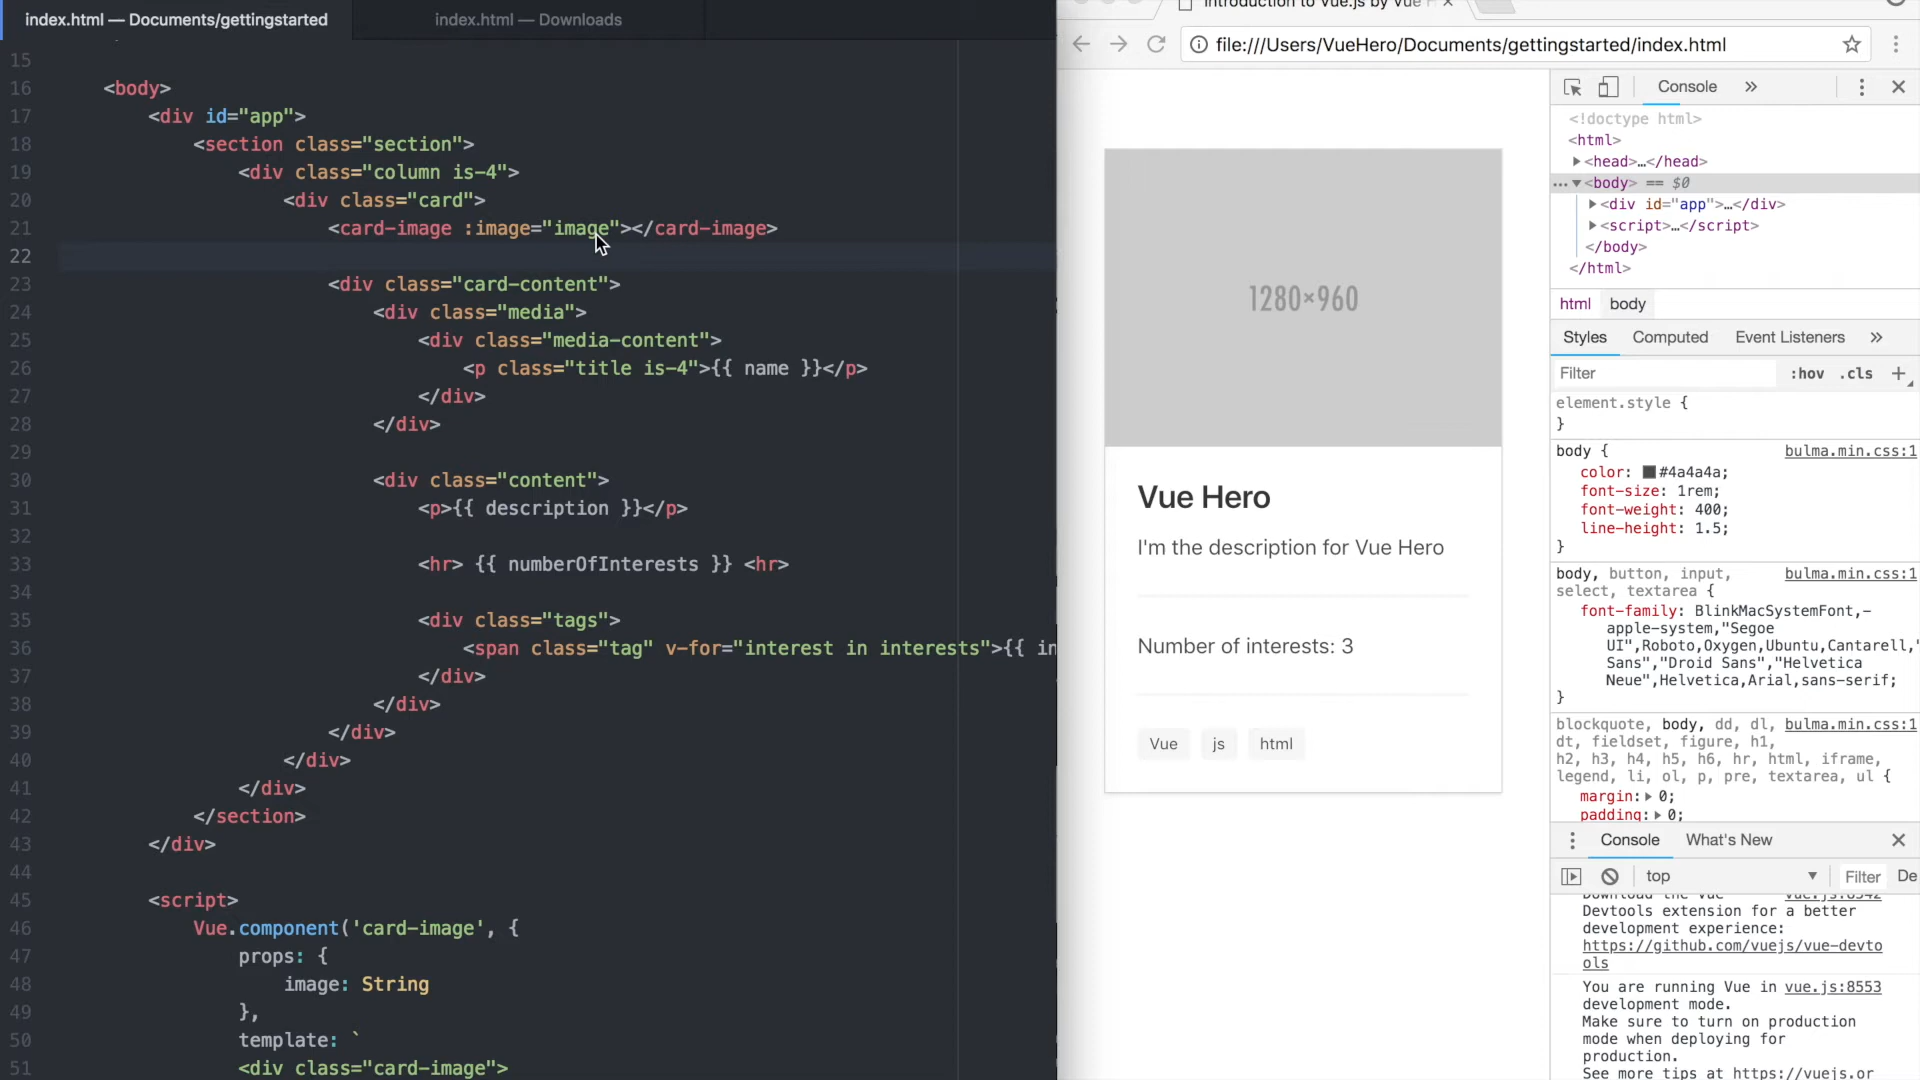 index.html — Documents/gettingstarted
index.html — Downloads
15
16 <body>
17 <div id="app">
18 <section class="section">
19 <div class="column is-4">
20 <div class="card">
21 <card-image :image="image"></card-image>
22
23 <div class="card-content">
24 <div class="media">
25 <div class="media-content">
26 <p class="title is-4">{{ name }}</p>
27 </div>
28 </div>
29
30 <div class="content">
31 <p>{{ description }}</p>
32
33 <hr> {{ numberOfInterests }} <hr>
34
35 <div class="tags">
36 <span class="tag" v-for="interest in interests">{{ in
37 </div>
38 </div>
39 </div>
40 </div>
41 </div>
42 </section>
43 </div>
44
45 <script>
46 Vue.component('card-image', {
47 props: {
48 image: String
49 },
50 template: `
51 <div class="card-image">
Introduction to Vue.js by Vue H
file:///Users/VueHero/Documents/gettingstarted/index.html
1280×960
Vue Hero
I'm the description for Vue Hero
Number of interests: 3
Vue js html
Console »
<!doctype html>
<html>
<head>…</head>
<body> == $0
<div id="app">…</div>
<script>…</script>
</body>
</html>
html body
Styles Computed Event Listeners »
Filter :hov .cls +
element.style {
}
body { bulma.min.css:1
color: #4a4a4a;
font-size: 1rem;
font-weight: 400;
line-height: 1.5;
}
body, button, input, bulma.min.css:1
select, textarea {
font-family: BlinkMacSystemFont,-
apple-system,"Segoe
UI",Roboto,Oxygen,Ubuntu,Cantarell,"
Sans","Droid Sans","Helvetica
Neue",Helvetica,Arial,sans-serif;
}
blockquote, body, dd, dl, bulma.min.css:1
dt, fieldset, figure, h1,
h2, h3, h4, h5, h6, hr, html, iframe,
legend, li, ol, p, pre, textarea, ul {
margin: 0;
padding: 0;
Console What's New
top Filter De
Download the Vue vue.js:8542
Devtools extension for a better
development experience:
https://github.com/vuejs/vue-devto
ols
You are running Vue in vue.js:8553
development mode.
Make sure to turn on production
mode when deploying for
production.
See more tips at https://vuejs.or